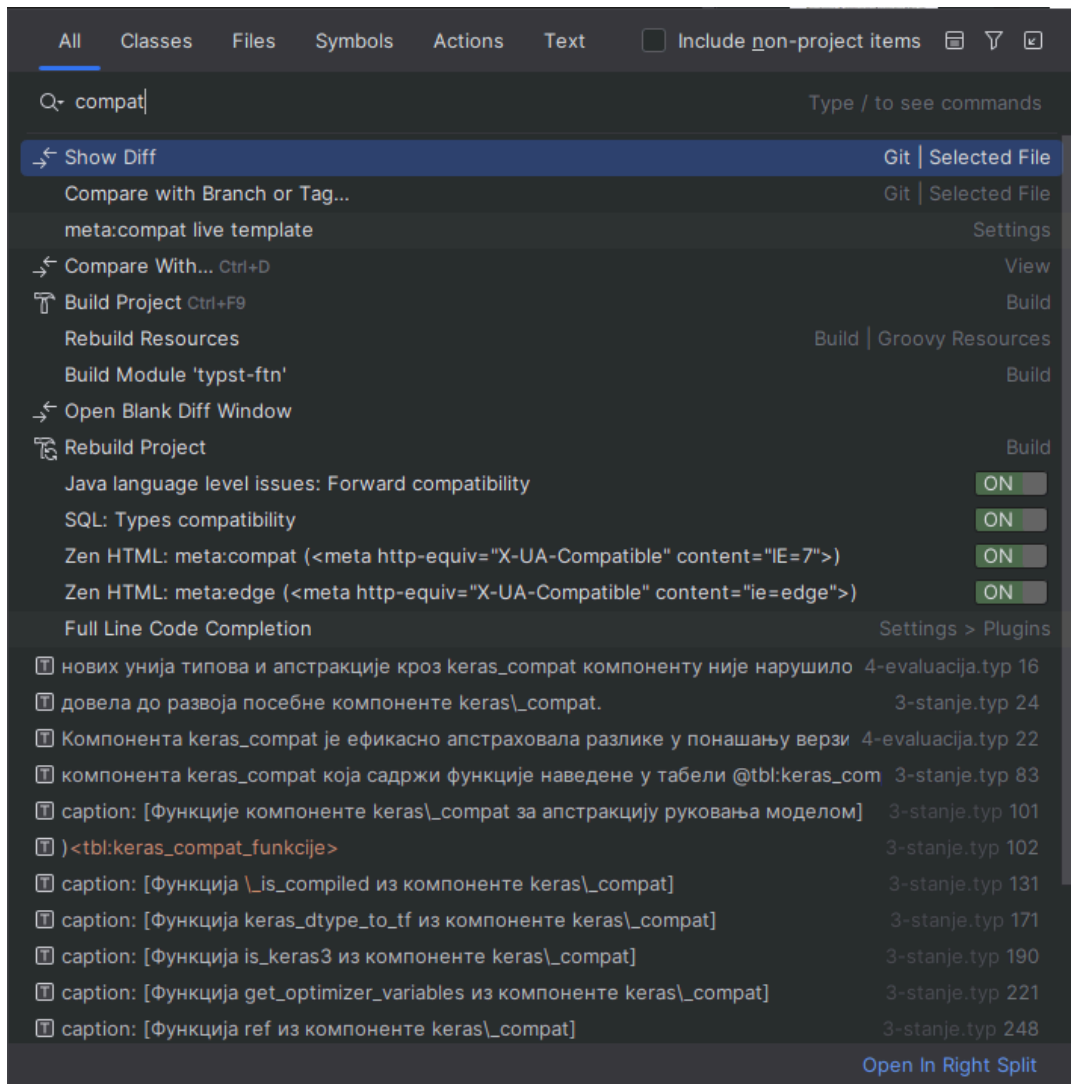 All Classes Files Symbols Actions Text Include non-project items
compat Type / to see commands
Show Diff Git | Selected File
Compare with Branch or Tag... Git | Selected File
meta:compat live template Settings
Compare With... Ctrl+D View
Build Project Ctrl+F9 Build
Rebuild Resources Build | Groovy Resources
Build Module 'typst-ftn' Build
Open Blank Diff Window
Rebuild Project Build
Java language level issues: Forward compatibility ON
SQL: Types compatibility ON
Zen HTML: meta:compat (<meta http-equiv="X-UA-Compatible" content="IE=7">) ON
Zen HTML: meta:edge (<meta http-equiv="X-UA-Compatible" content="ie=edge">) ON
Full Line Code Completion Settings > Plugins
T нових унија типова и апстракције кроз keras_compat компоненту није нарушило 4-evaluacija.typ 16
T довела до развоја посебне компоненте keras\_compat. 3-stanje.typ 24
T Компонента keras_compat је ефикасно апстраховала разлике у понашању верзи 4-evaluacija.typ 22
T компонента keras_compat која садржи функције наведене у табели @tbl:keras_com 3-stanje.typ 83
T caption: [Функције компоненте keras\_compat за апстракцију руковања моделом] 3-stanje.typ 101
T )<tbl:keras_compat_funkcije> 3-stanje.typ 102
T caption: [Функција \_is_compiled из компоненте keras\_compat] 3-stanje.typ 131
T caption: [Функција keras_dtype_to_tf из компоненте keras\_compat] 3-stanje.typ 171
T caption: [Функција is_keras3 из компоненте keras\_compat] 3-stanje.typ 190
T caption: [Функција get_optimizer_variables из компоненте keras\_compat] 3-stanje.typ 221
T caption: [Функција ref из компоненте keras\_compat] 3-stanje.typ 248
Open In Right Split